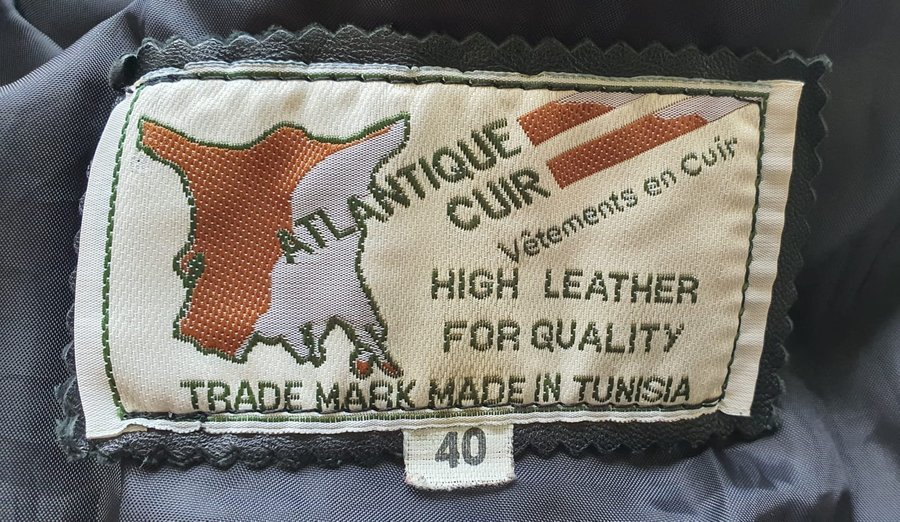 ATLANTIQUE
CUIR
Vêtements en Cuir
HIGH LEATHER
FOR QUALITY
TRADE MARK MADE IN TUNISIA
40